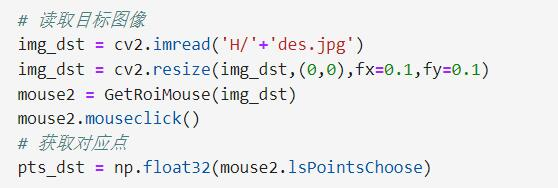 # 读取目标图像
img_dst = cv2.imread('H/'+'des.jpg')
img_dst = cv2.resize(img_dst,(0,0),fx=0.1,fy=0.1)
mouse2 = GetRoiMouse(img_dst)
mouse2.mouseclick()
# 获取对应点
pts_dst = np.float32(mouse2.lsPointsChoose)